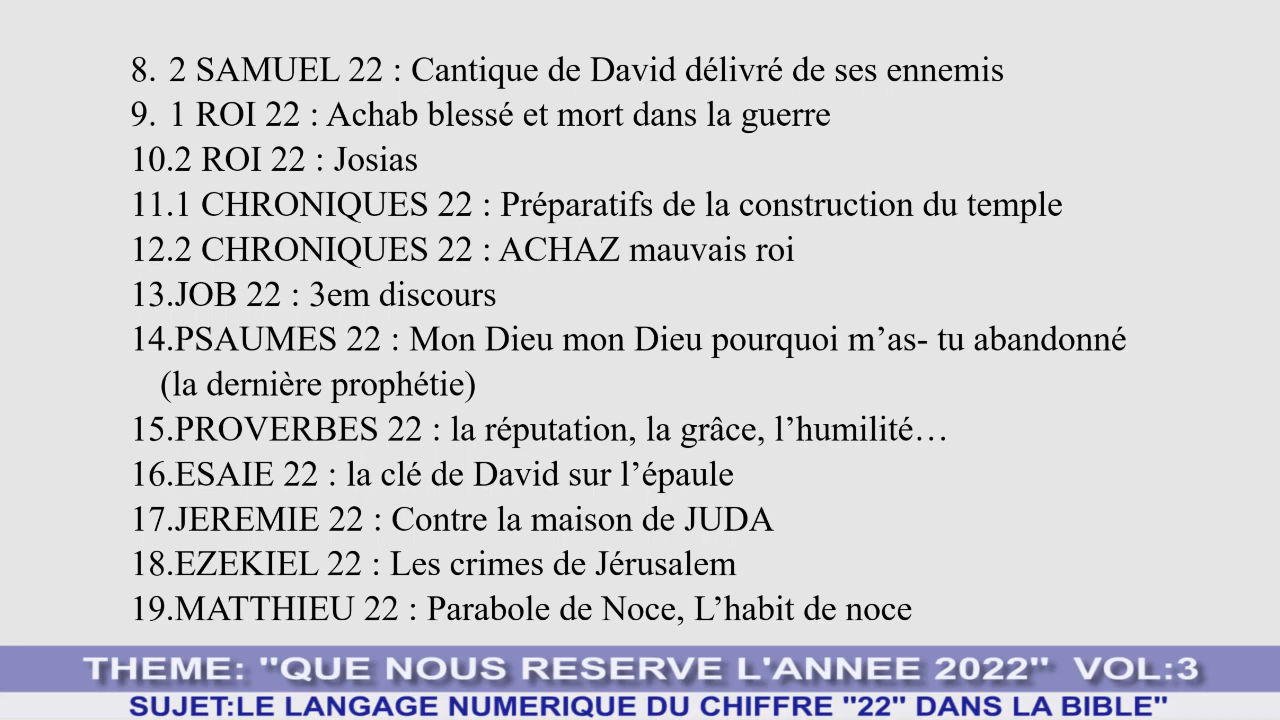 8. 2 SAMUEL 22 : Cantique de David délivré de ses ennemis
9. 1 ROI 22 : Achab blessé et mort dans la guerre
10.2 ROI 22 : Josias
11.1 CHRONIQUES 22 : Préparatifs de la construction du temple
12.2 CHRONIQUES 22 : ACHAZ mauvais roi
13.JOB 22 : 3em discours
14.PSAUMES 22 : Mon Dieu mon Dieu pourquoi m’as- tu abandonné
(la dernière prophétie)
15.PROVERBES 22 : la réputation, la grâce, l’humilité…
16.ESAIE 22 : la clé de David sur l’épaule
17.JEREMIE 22 : Contre la maison de JUDA
18.EZEKIEL 22 : Les crimes de Jérusalem
19.MATTHIEU 22 : Parabole de Noce, L’habit de noce
THEME: "QUE NOUS RESERVE L'ANNEE 2022" VOL:3
SUJET:LE LANGAGE NUMERIQUE DU CHIFFRE "22" DANS LA BIBLE"